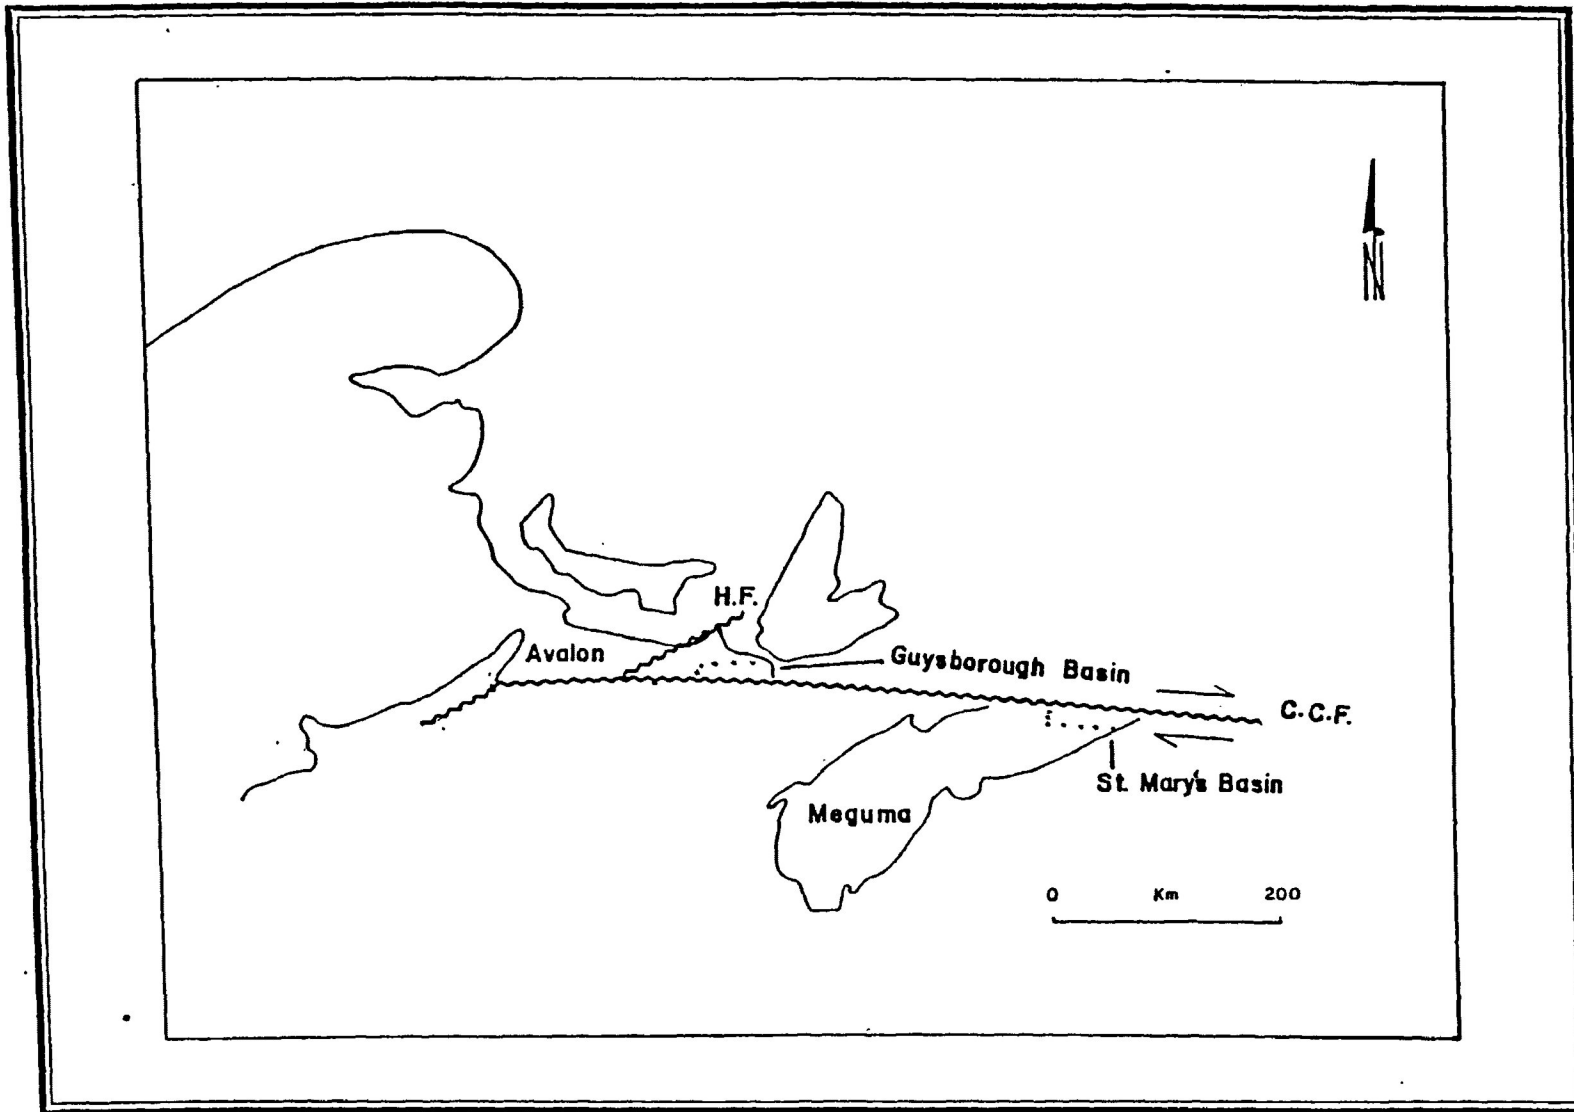 N
H.F.
Avalon
Guysborough Basin
C.C.F.
St. Mary's Basin
Meguma
0 Km 200